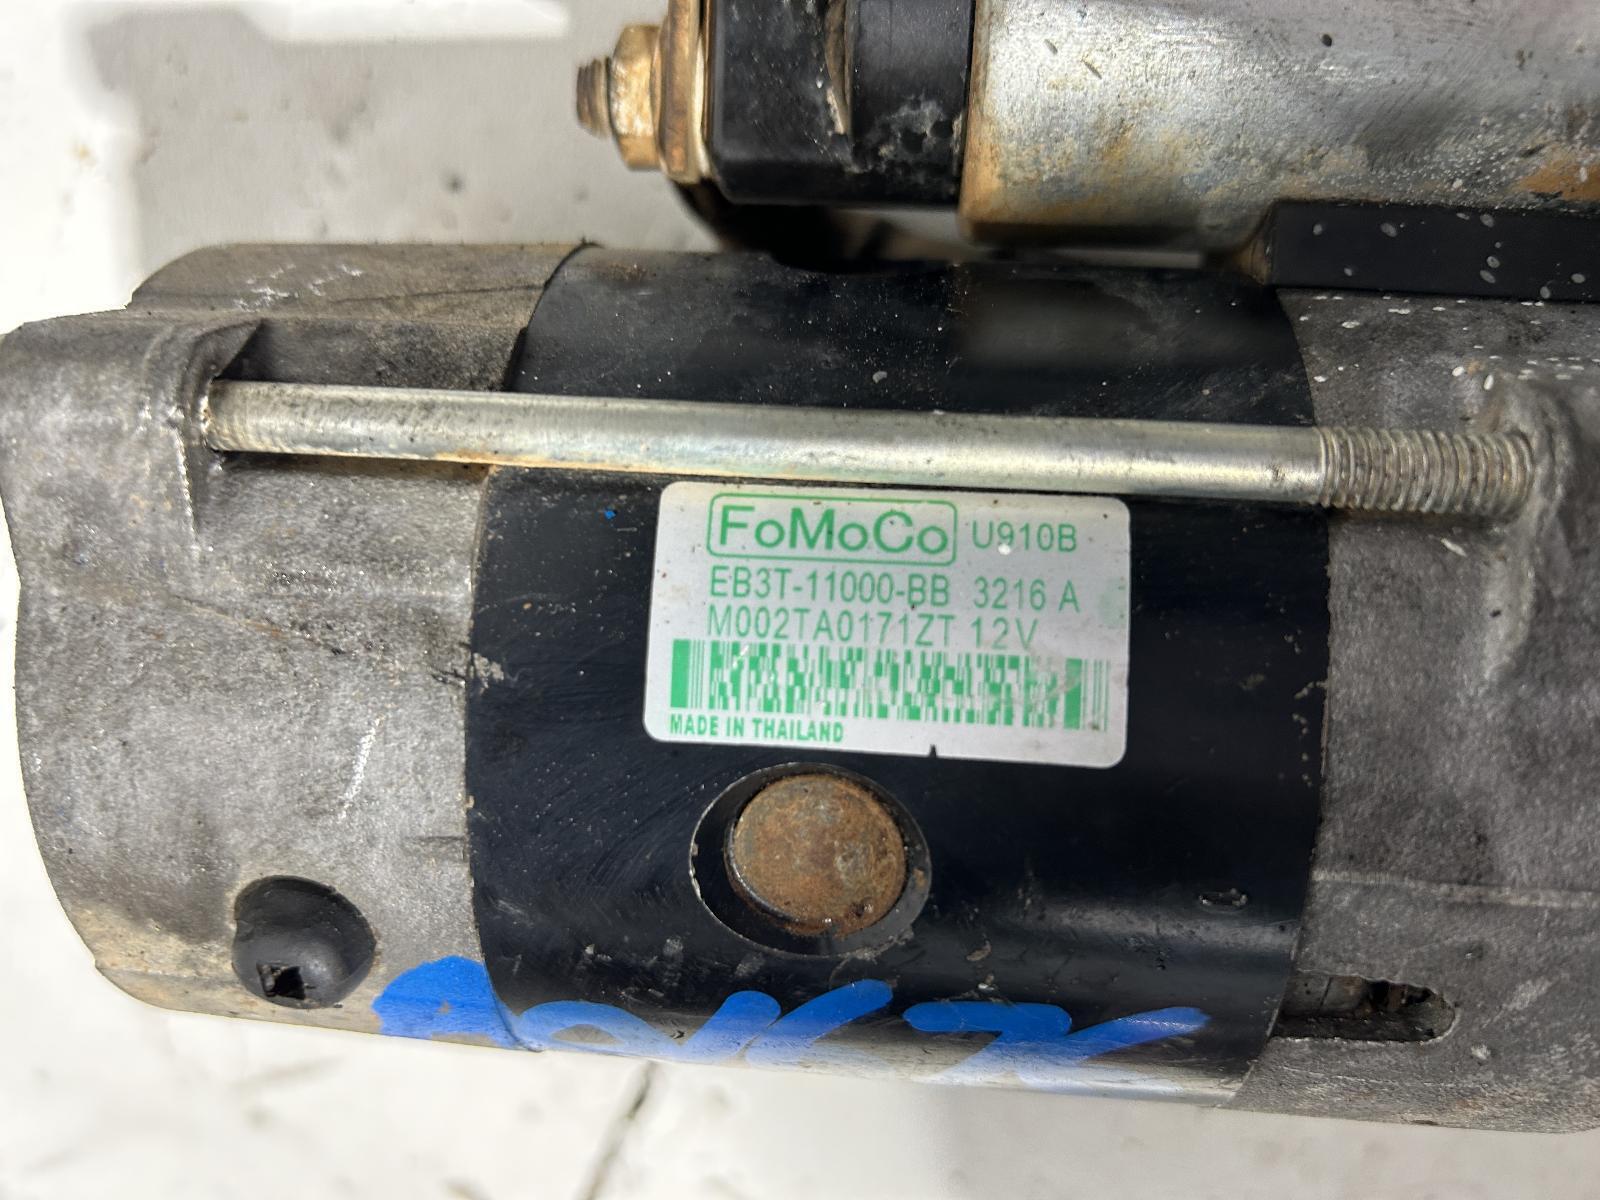 FoMoCo U910B
EB3T-11000-BB 3216 A
M002TA0171ZT 12V
MADE IN THAILAND